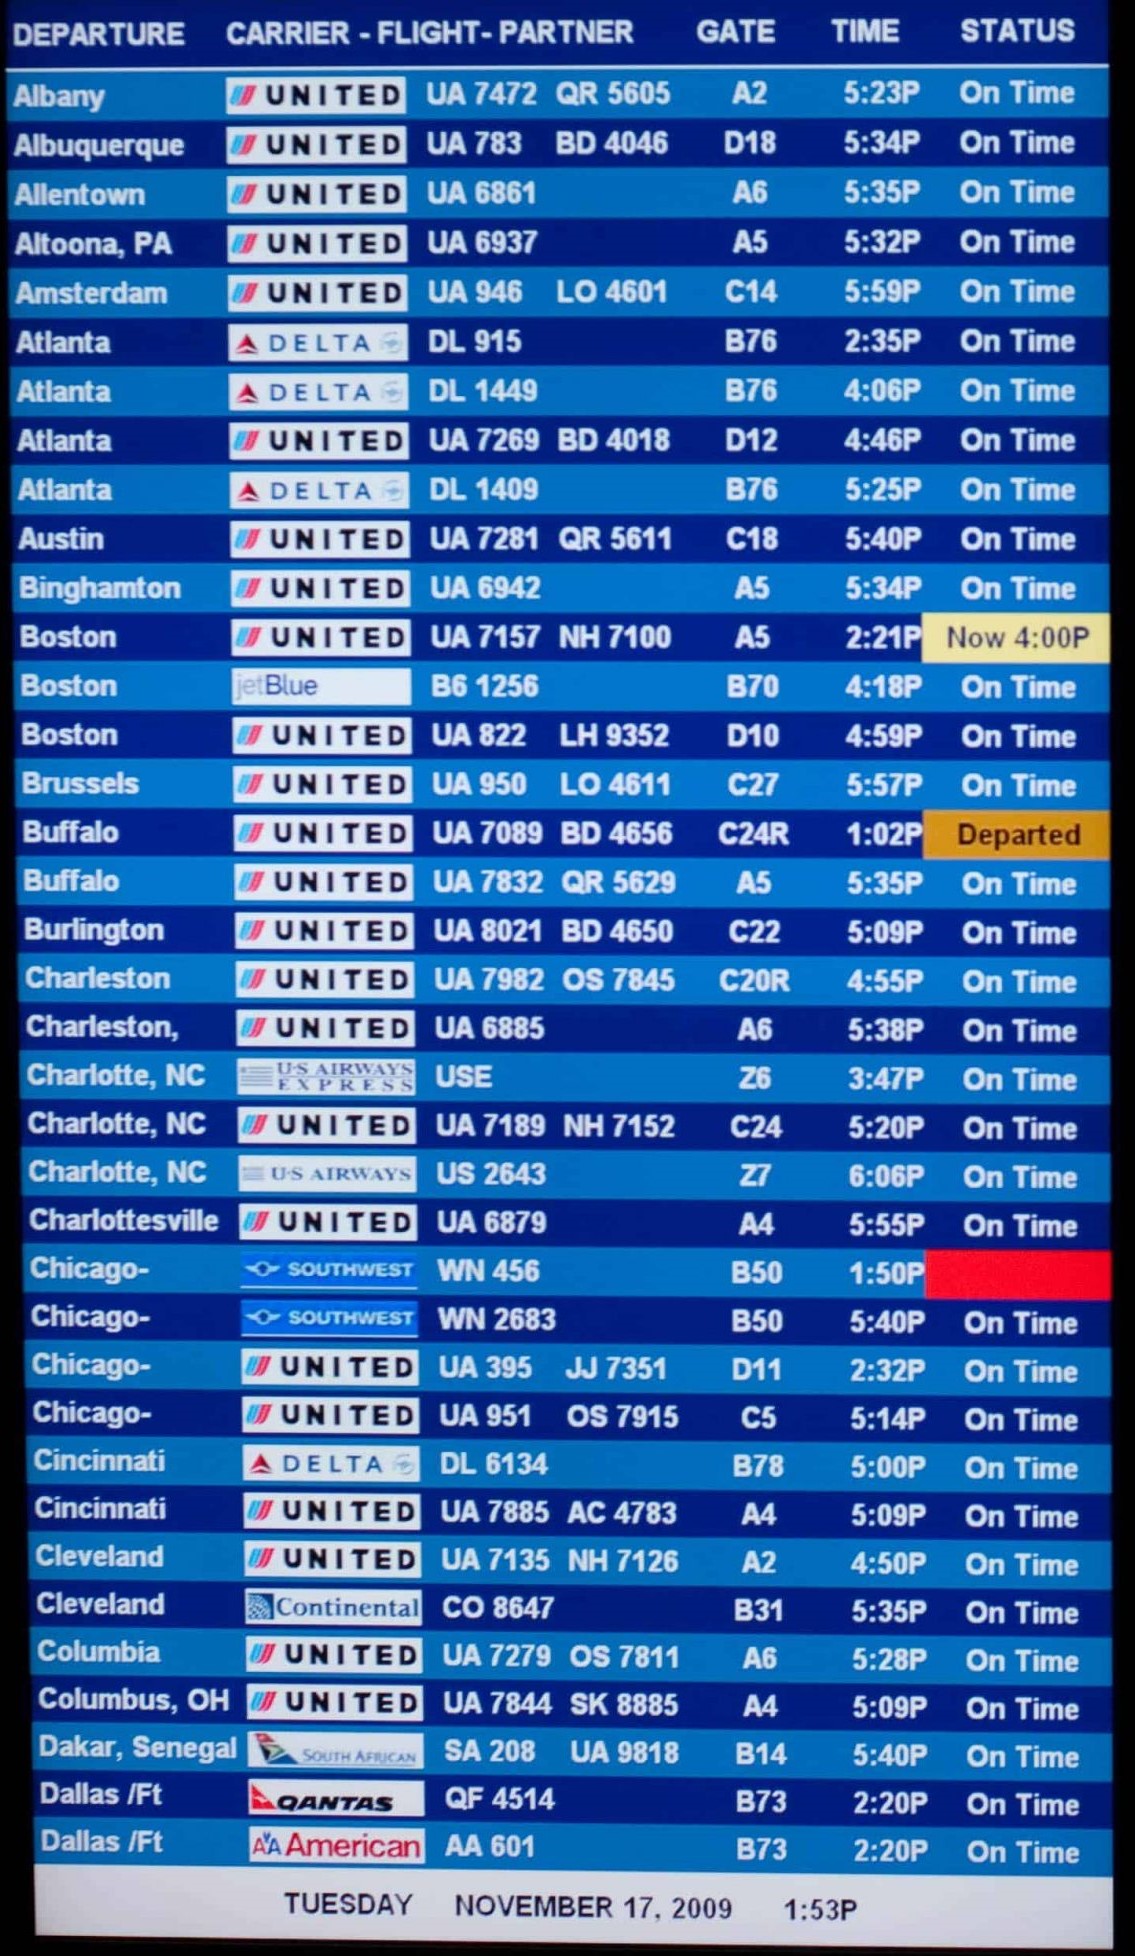 DEPARTURE CARRIER - FLIGHT- PARTNER GATE TIME STATUS
Albany UNITED UA 7472 QR 5605 A2 5:23P On Time
Albuquerque UNITED UA 783 BD 4046 D18 5:34P On Time
Allentown UNITED UA 6861 A6 5:35P On Time
Altoona, PA UNITED UA 6937 A5 5:32P On Time
Amsterdam UNITED UA 946 LO 4601 C14 5:59P On Time
Atlanta DELTA DL 915 B76 2:35P On Time
Atlanta DELTA DL 1449 B76 4:06P On Time
Atlanta UNITED UA 7269 BD 4018 D12 4:46P On Time
Atlanta DELTA DL 1409 B76 5:25P On Time
Austin UNITED UA 7281 QR 5611 C18 5:40P On Time
Binghamton UNITED UA 6942 A5 5:34P On Time
Boston UNITED UA 7157 NH 7100 A5 2:21P Now 4:00P
Boston jetBlue B6 1256 B70 4:18P On Time
Boston UNITED UA 822 LH 9352 D10 4:59P On Time
Brussels UNITED UA 950 LO 4611 C27 5:57P On Time
Buffalo UNITED UA 7089 BD 4656 C24R 1:02P Departed
Buffalo UNITED UA 7832 QR 5629 A5 5:35P On Time
Burlington UNITED UA 8021 BD 4650 C22 5:09P On Time
Charleston UNITED UA 7982 OS 7845 C20R 4:55P On Time
Charleston, UNITED UA 6885 A6 5:38P On Time
Charlotte, NC U·S AIRWAYS EXPRESS USE Z6 3:47P On Time
Charlotte, NC UNITED UA 7189 NH 7152 C24 5:20P On Time
Charlotte, NC U·S AIRWAYS US 2643 Z7 6:06P On Time
Charlottesville UNITED UA 6879 A4 5:55P On Time
Chicago- SOUTHWEST WN 456 B50 1:50P
Chicago- SOUTHWEST WN 2683 B50 5:40P On Time
Chicago- UNITED UA 395 JJ 7351 D11 2:32P On Time
Chicago- UNITED UA 951 OS 7915 C5 5:14P On Time
Cincinnati DELTA DL 6134 B78 5:00P On Time
Cincinnati UNITED UA 7885 AC 4783 A4 5:09P On Time
Cleveland UNITED UA 7135 NH 7126 A2 4:50P On Time
Cleveland Continental CO 8647 B31 5:35P On Time
Columbia UNITED UA 7279 OS 7811 A6 5:28P On Time
Columbus, OH UNITED UA 7844 SK 8885 A4 5:09P On Time
Dakar, Senegal SOUTH AFRICAN SA 208 UA 9818 B14 5:40P On Time
Dallas /Ft QANTAS QF 4514 B73 2:20P On Time
Dallas /Ft AA American AA 601 B73 2:20P On Time
TUESDAY NOVEMBER 17, 2009 1:53P